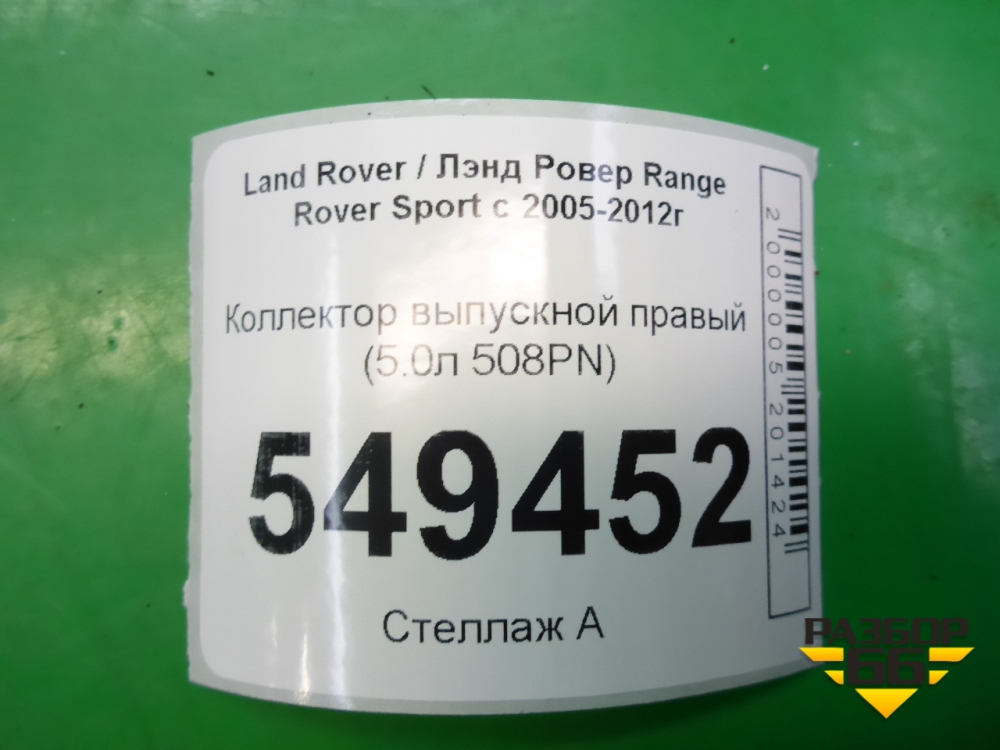 Land Rover / Лэнд Ровер Range
Rover Sport с 2005-2012г
Коллектор выпускной правый
(5.0л 508PN)
549452
Стеллаж А
2000005201424
РАЗБОР
66